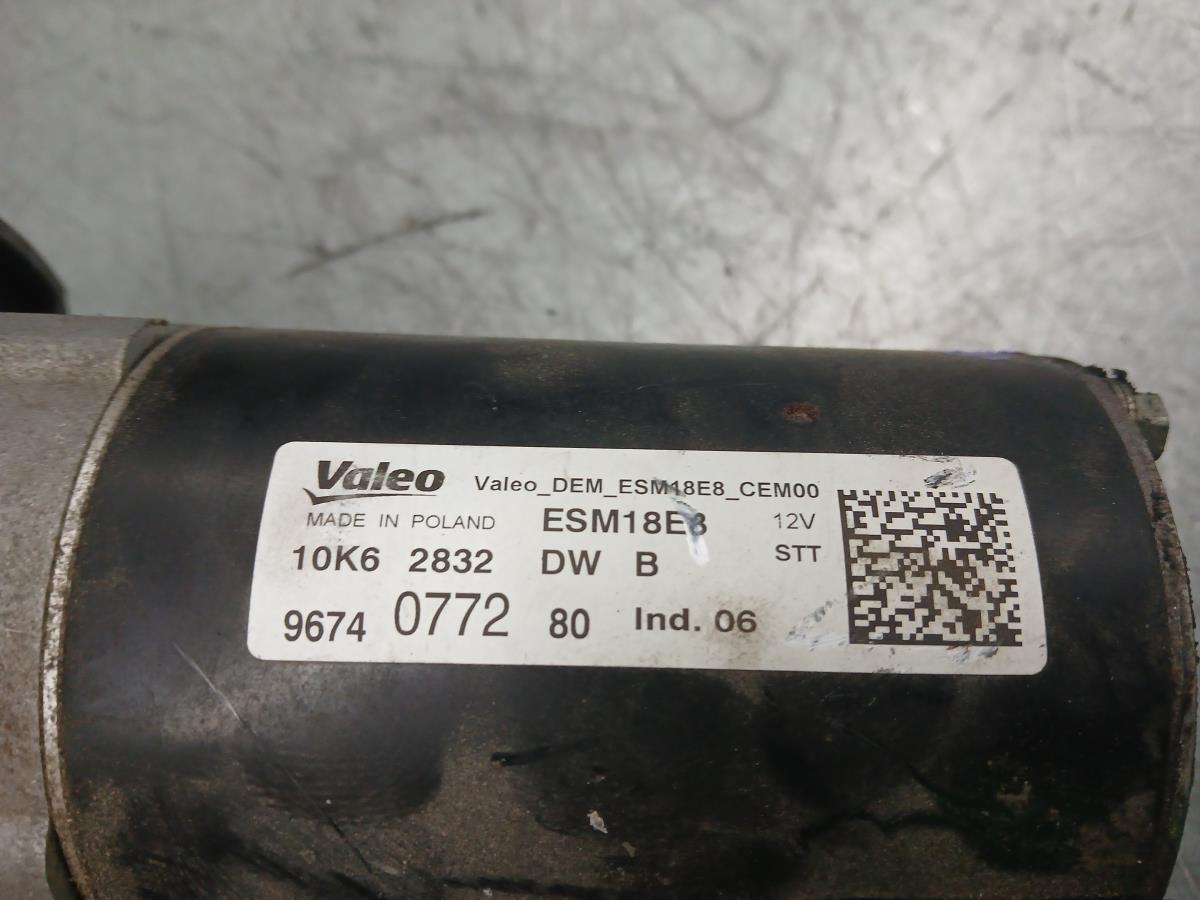 Valeo Valeo_DEM_ESM18E8_CEM00
MADE IN POLAND ESM18E8 12V
10K6 2832 DW B STT
9674 0772 80 Ind. 06